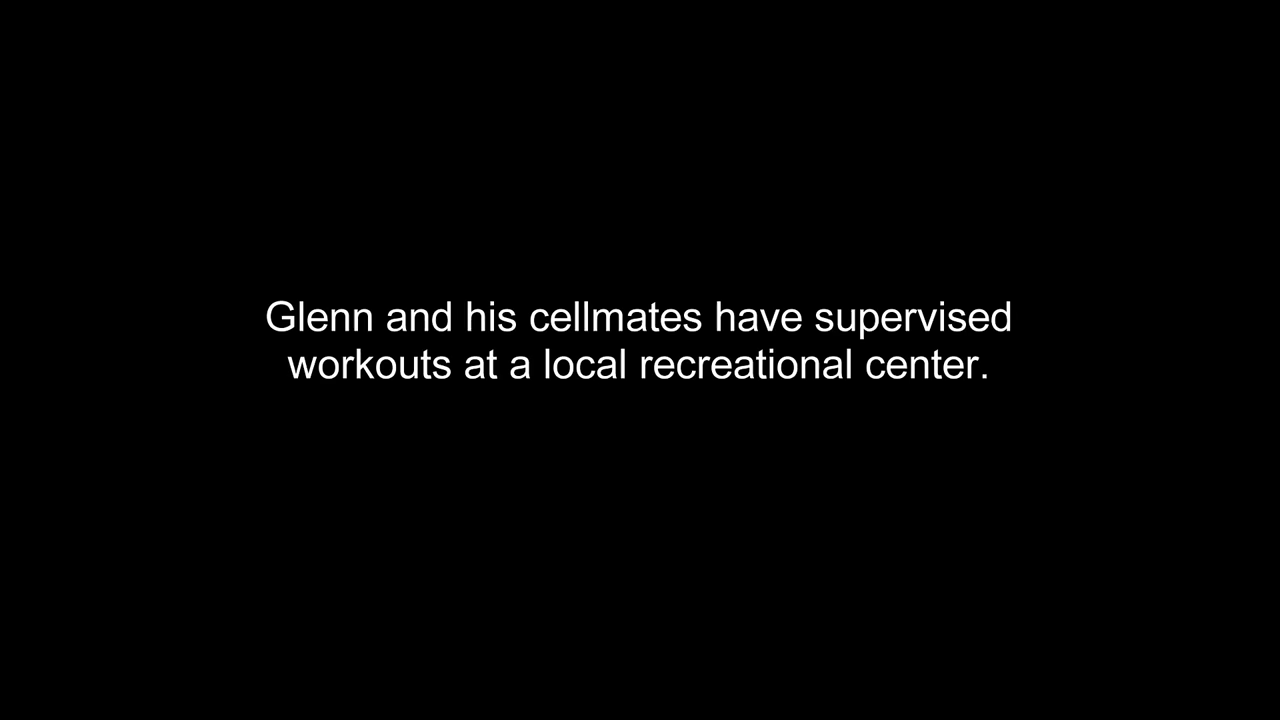 Glenn and his cellmates have supervised
workouts at a local recreational center.